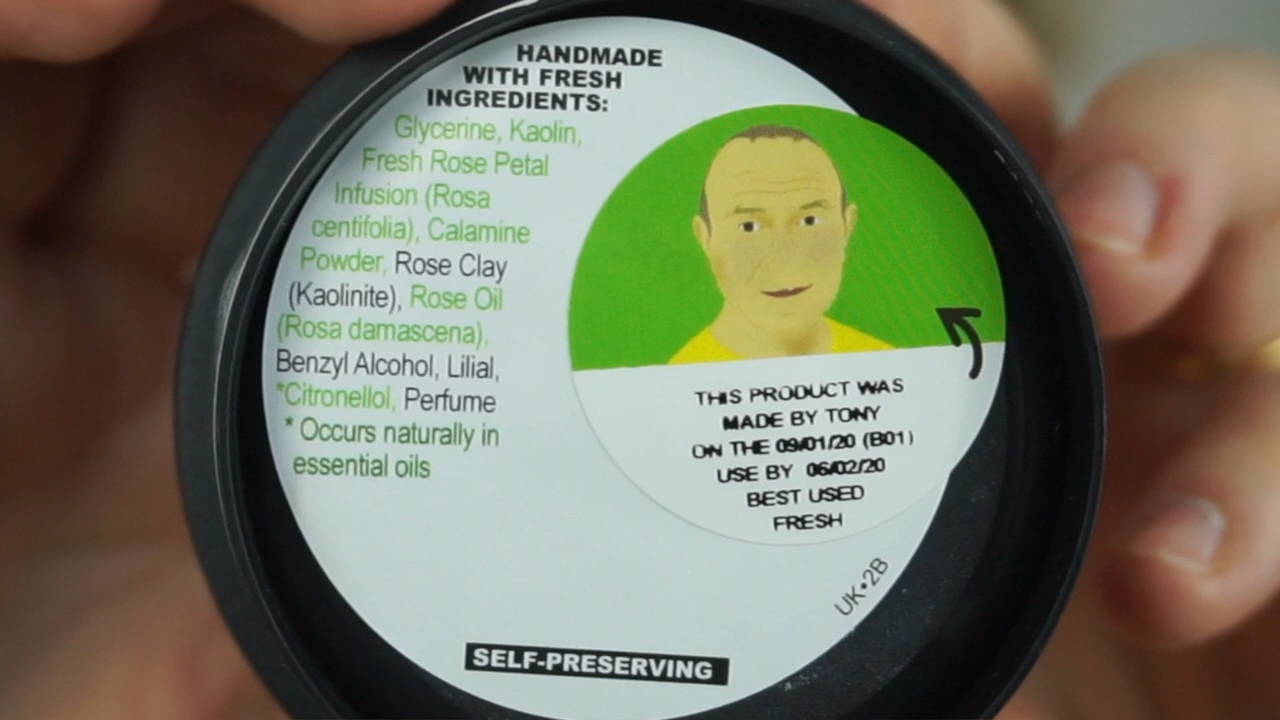 HANDMADE
WITH FRESH
INGREDIENTS:
Glycerine, Kaolin,
Fresh Rose Petal
Infusion (Rosa
centifolia), Calamine
Powder, Rose Clay
(Kaolinite), Rose Oil
(Rosa damascena),
Benzyl Alcohol, Lilial,
*Citronellol, Perfume
* Occurs naturally in
essential oils
THIS PRODUCT WAS
MADE BY TONY
ON THE 09/01/20 (B01)
USE BY 06/02/20
BEST USED
FRESH
UK•2B
SELF-PRESERVING